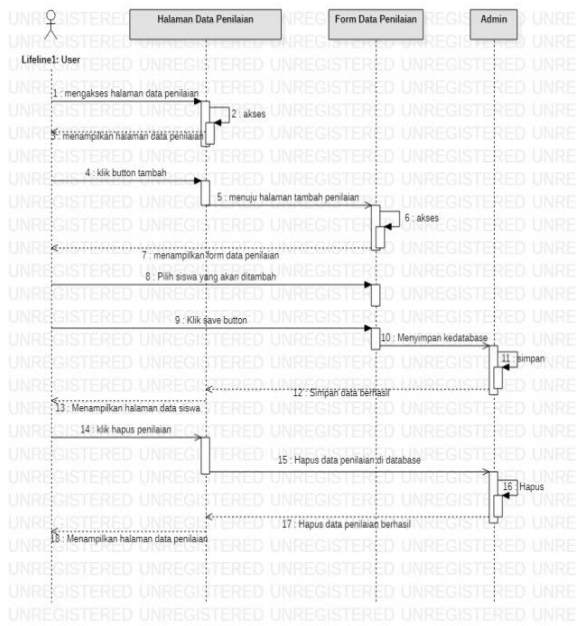 Halaman Data Penilaian
Form Data Penilaian
Admin
Lifeline1: User
1 : mengakses halaman data penilaian
2 : akses
3 : menampilkan halaman data penilaian
4 : klik button tambah
5 : menuju halaman tambah penilaian
6 : akses
7 : menampilkan form data penilaian
8 : Pilih siswa yang akan ditambah
9 : Klik save button
10 : Menyimpan kedatabase
11 : simpan
12 : Simpan data berhasil
13 : Menampilkan halaman data siswa
14 : klik hapus penilaian
15 : Hapus data penilaian di database
16 : Hapus
17 : Hapus data penilaian berhasil
18 : Menampilkan halaman data penilaian